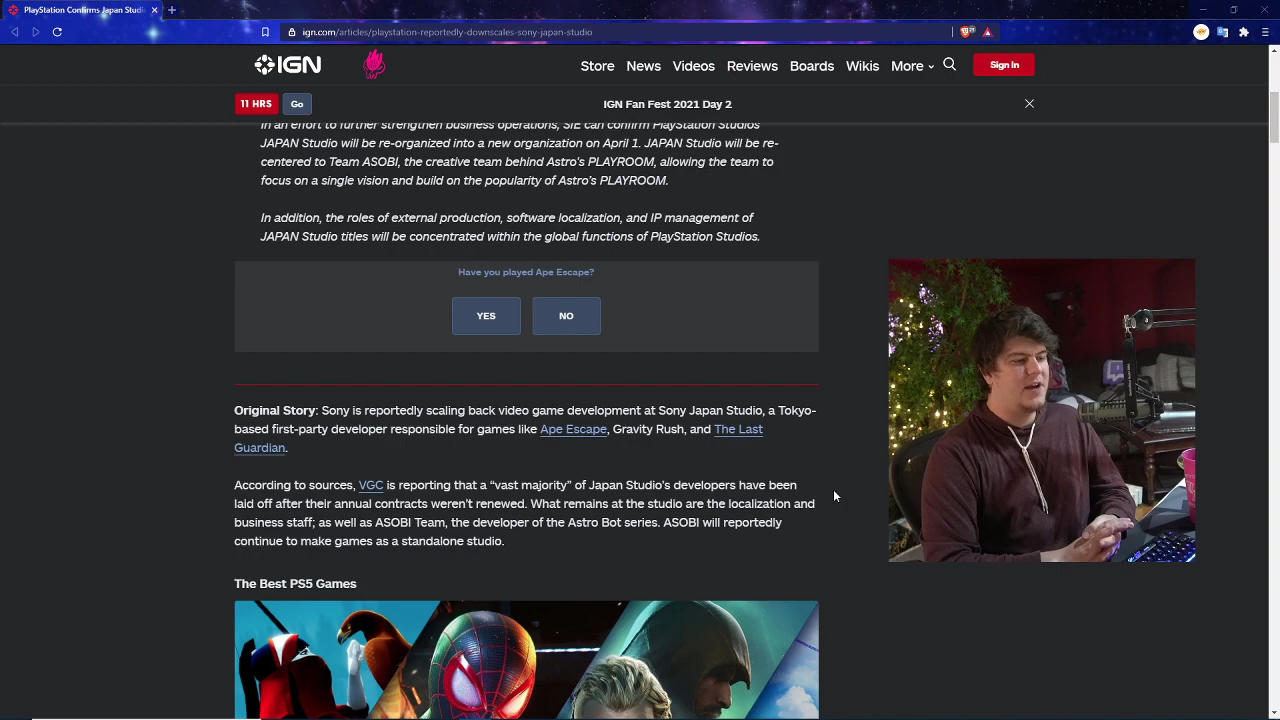 PlayStation Confirms Japan Studi
ign.com/articles/playstation-reportedly-downscales-sony-japan-studio
IGN
Store
News
Videos
Reviews
Boards
Wikis
More
Sign In
11 HRS
Go
IGN Fan Fest 2021 Day 2
In an effort to further strengthen business operations, SIE can confirm PlayStation Studios
JAPAN Studio will be re-organized into a new organization on April 1. JAPAN Studio will be re-
centered to Team ASOBI, the creative team behind Astro's PLAYROOM, allowing the team to
focus on a single vision and build on the popularity of Astro's PLAYROOM.
In addition, the roles of external production, software localization, and IP management of
JAPAN Studio titles will be concentrated within the global functions of PlayStation Studios.
Have you played Ape Escape?
YES
NO
Original Story: Sony is reportedly scaling back video game development at Sony Japan Studio, a Tokyo-
based first-party developer responsible for games like Ape Escape, Gravity Rush, and The Last
Guardian.
According to sources, VGC is reporting that a “vast majority” of Japan Studio's developers have been
laid off after their annual contracts weren't renewed. What remains at the studio are the localization and
business staff; as well as ASOBI Team, the developer of the Astro Bot series. ASOBI will reportedly
continue to make games as a standalone studio.
The Best PS5 Games